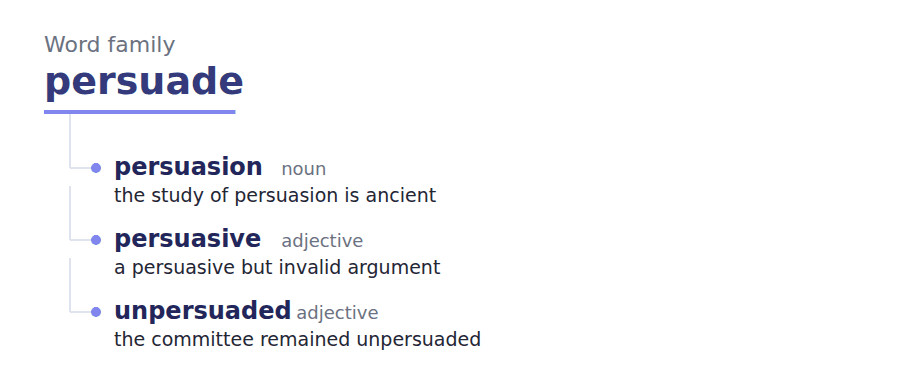 Word family
persuade
persuasion noun
the study of persuasion is ancient
persuasive adjective
a persuasive but invalid argument
unpersuaded adjective
the committee remained unpersuaded